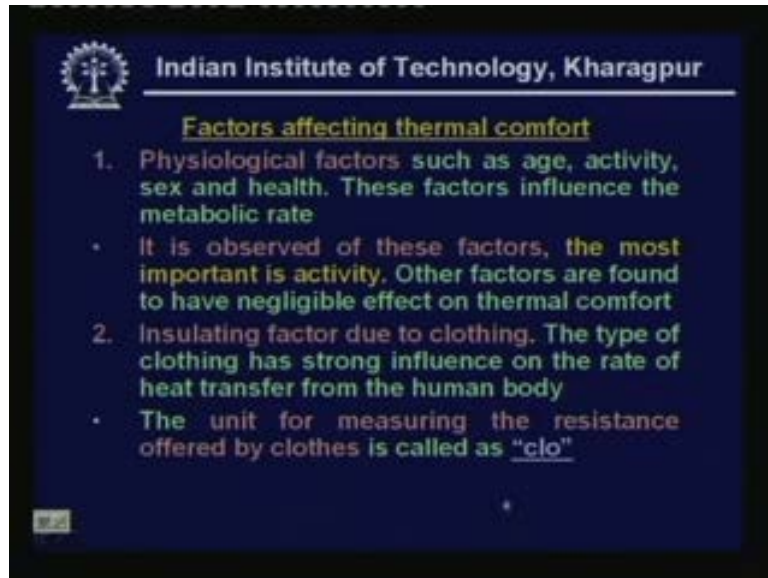 Indian Institute of Technology, Kharagpur
Factors affecting thermal comfort
1. Physiological factors such as age, activity,
sex and health. These factors influence the
metabolic rate
• It is observed of these factors, the most
important is activity. Other factors are found
to have negligible effect on thermal comfort
2. Insulating factor due to clothing. The type of
clothing has strong influence on the rate of
heat transfer from the human body
• The unit for measuring the resistance
offered by clothes is called as “clo”